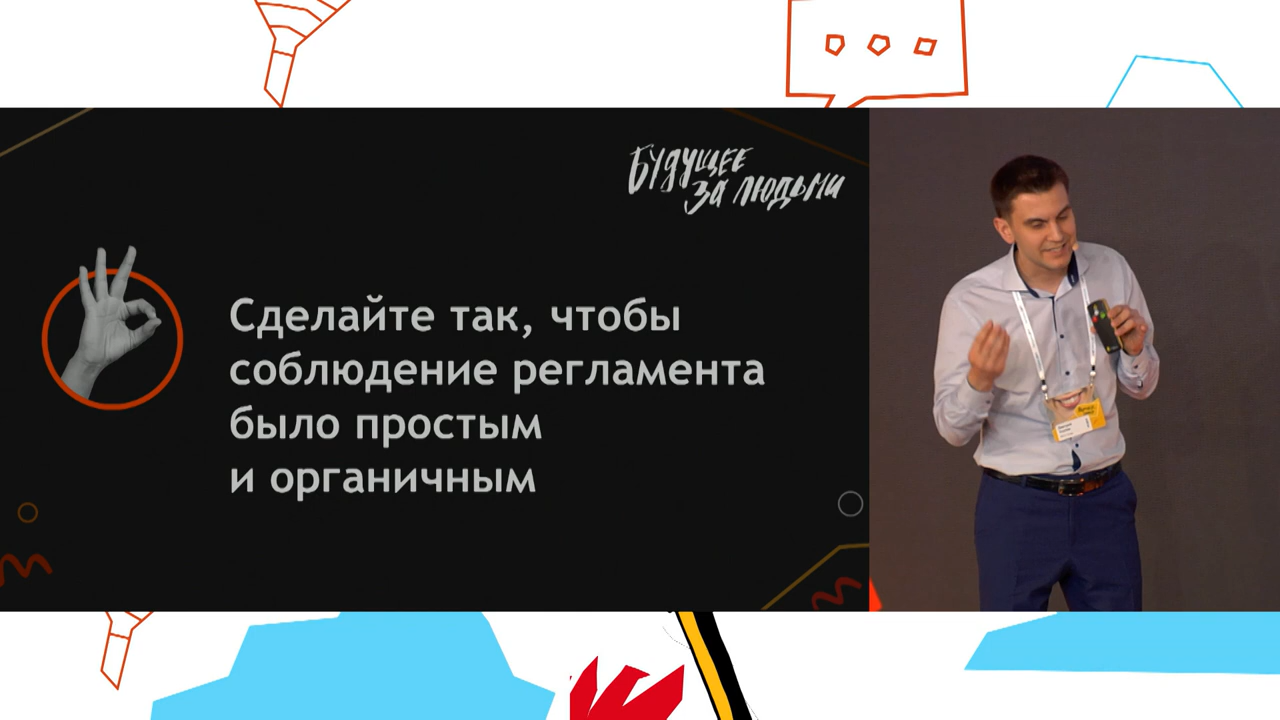 Будущее
за людьми
Сделайте так, чтобы
соблюдение регламента
было простым
и органичным